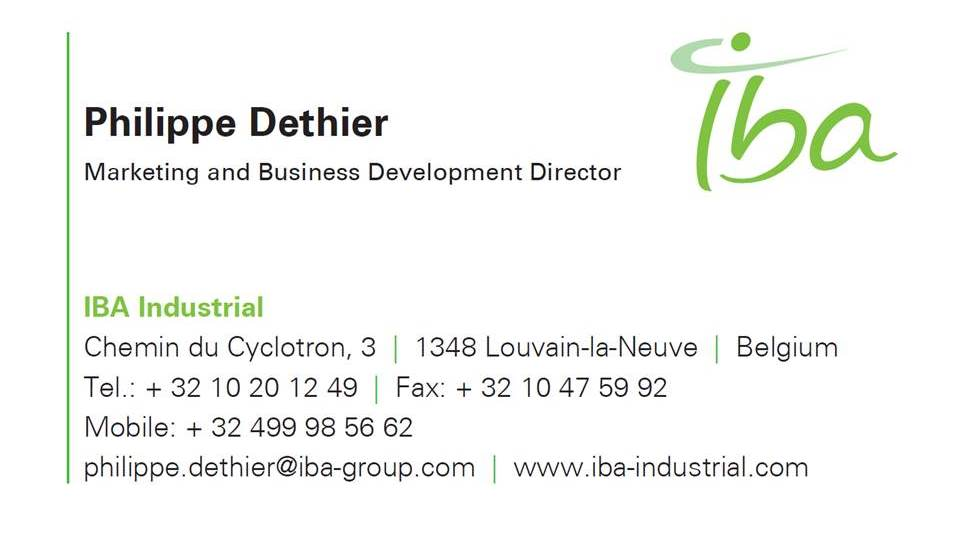 iba
Philippe Dethier
Marketing and Business Development Director
IBA Industrial
Chemin du Cyclotron, 3 | 1348 Louvain-la-Neuve | Belgium
Tel.: + 32 10 20 12 49 | Fax: + 32 10 47 59 92
Mobile: + 32 499 98 56 62
philippe.dethier@iba-group.com | www.iba-industrial.com